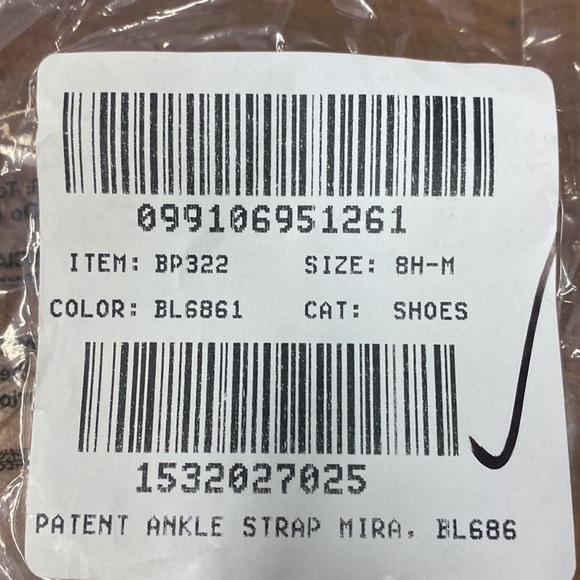 099106951261
ITEM: BP322 SIZE: 8H-M
COLOR: BL6861 CAT: SHOES
1532027025
PATENT ANKLE STRAP MIRA, BL686